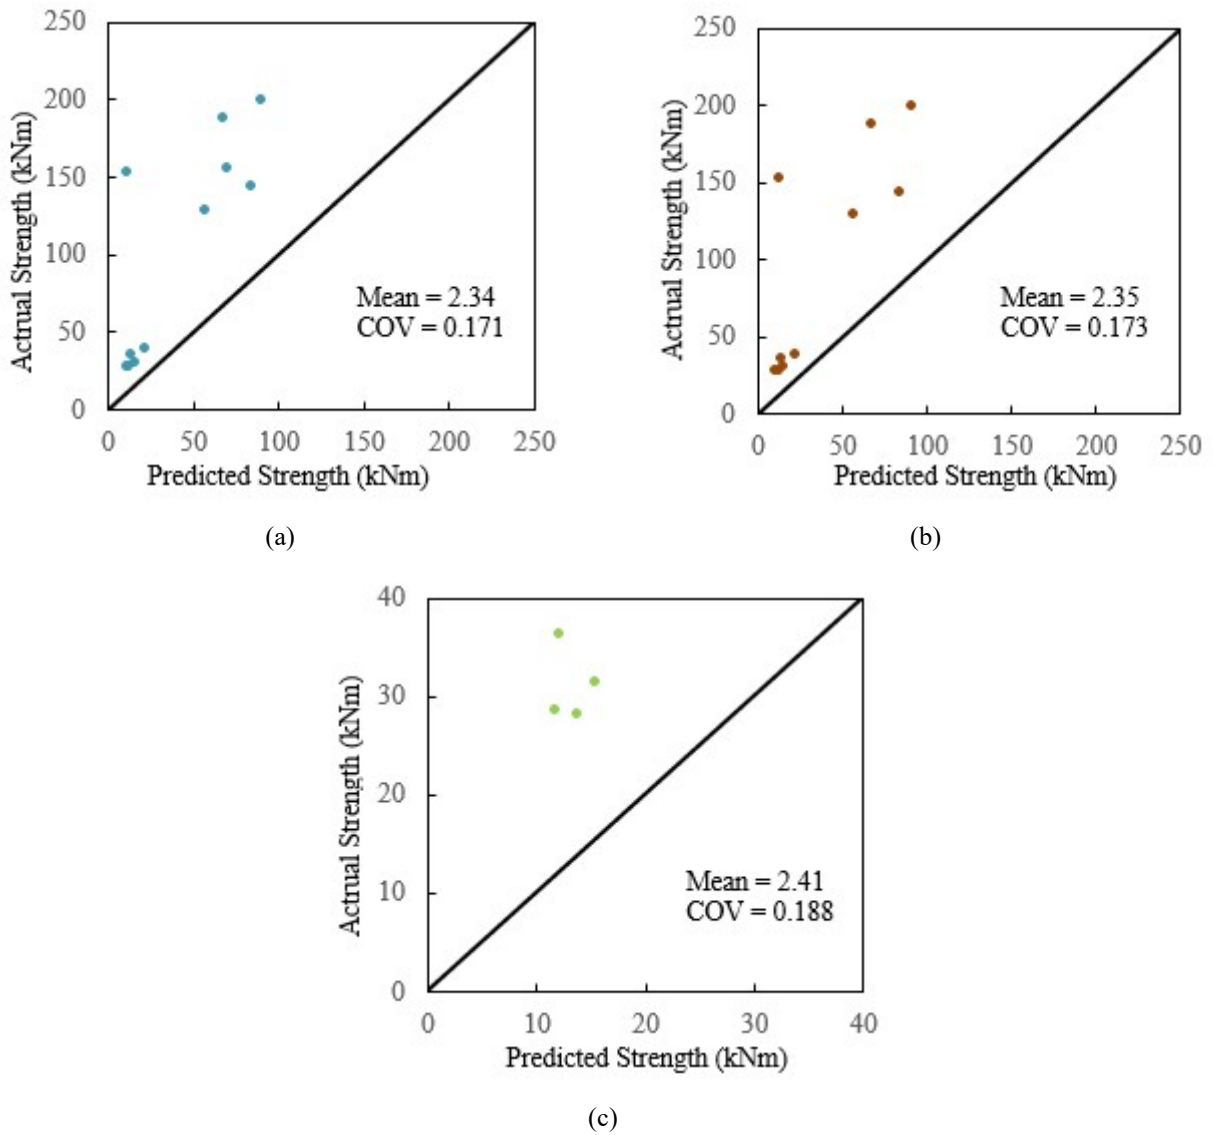 250
200
150
100
50
0
0 50 100 150 200 250
Actrual Strength (kNm)
Predicted Strength (kNm)
Mean = 2.34
COV = 0.171
(a)
250
200
150
100
50
0
0 50 100 150 200 250
Actrual Strength (kNm)
Predicted Strength (kNm)
Mean = 2.35
COV = 0.173
(b)
40
30
20
10
0
0 10 20 30 40
Actrual Strength (kNm)
Predicted Strength (kNm)
Mean = 2.41
COV = 0.188
(c)